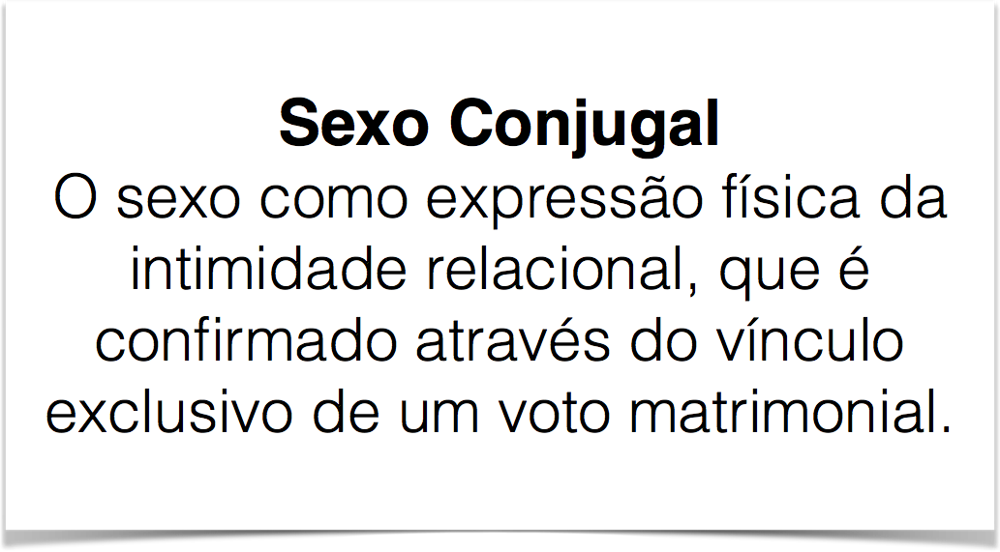 Sexo Conjugal
O sexo como expressão física da
intimidade relacional, que é
confirmado através do vínculo
exclusivo de um voto matrimonial.